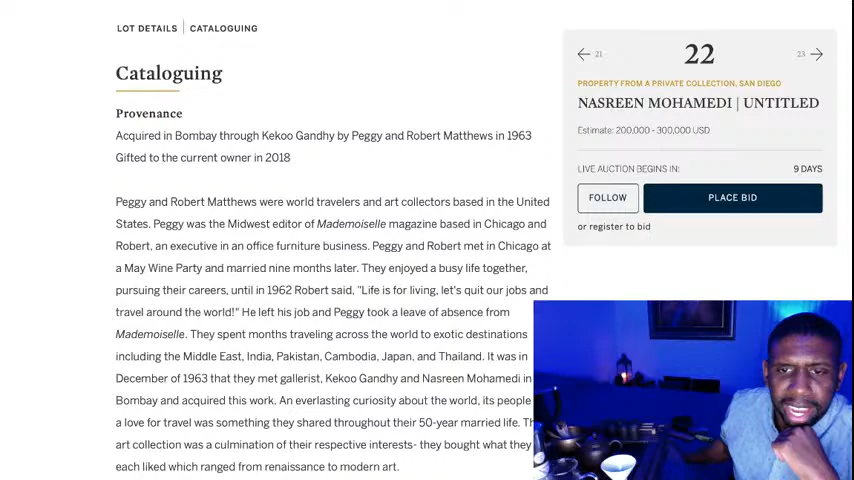 LOT DETAILS | CATALOGUING
Cataloguing
Provenance
Acquired in Bombay through Kekoo Gandhy by Peggy and Robert Matthews in 1963
Gifted to the current owner in 2018
Peggy and Robert Matthews were world travelers and art collectors based in the United
States. Peggy was the Midwest editor of Mademoiselle magazine based in Chicago and
Robert, an executive in an office furniture business. Peggy and Robert met in Chicago at
a May Wine Party and married nine months later. They enjoyed a busy life together,
pursuing their careers, until in 1962 Robert said, "Life is for living, let's quit our jobs and
travel around the world!" He left his job and Peggy took a leave of absence from
Mademoiselle. They spent months traveling across the world to exotic destinations
including the Middle East, India, Pakistan, Cambodia, Japan, and Thailand. It was in
December of 1963 that they met gallerist, Kekoo Gandhy and Nasreen Mohamedi in
Bombay and acquired this work. An everlasting curiosity about the world, its people
a love for travel was something they shared throughout their 50-year married life.
art collection was a culmination of their respective interests- they bought what they
each liked which ranged from renaissance to modern art.
21
22
23
PROPERTY FROM A PRIVATE COLLECTION, SAN DIEGO
NASREEN MOHAMEDI | UNTITLED
Estimate: 200,000 - 300,000 USD
LIVE AUCTION BEGINS IN: 9 DAYS
FOLLOW PLACE BID
or register to bid